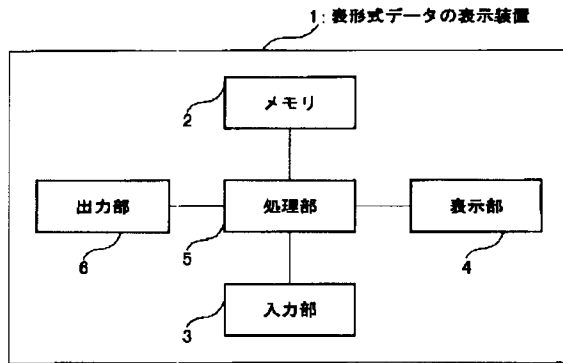 1:表形式データの表示装置
メモリ
2
出力部
処理部
表示部
6
5
4
入力部
3